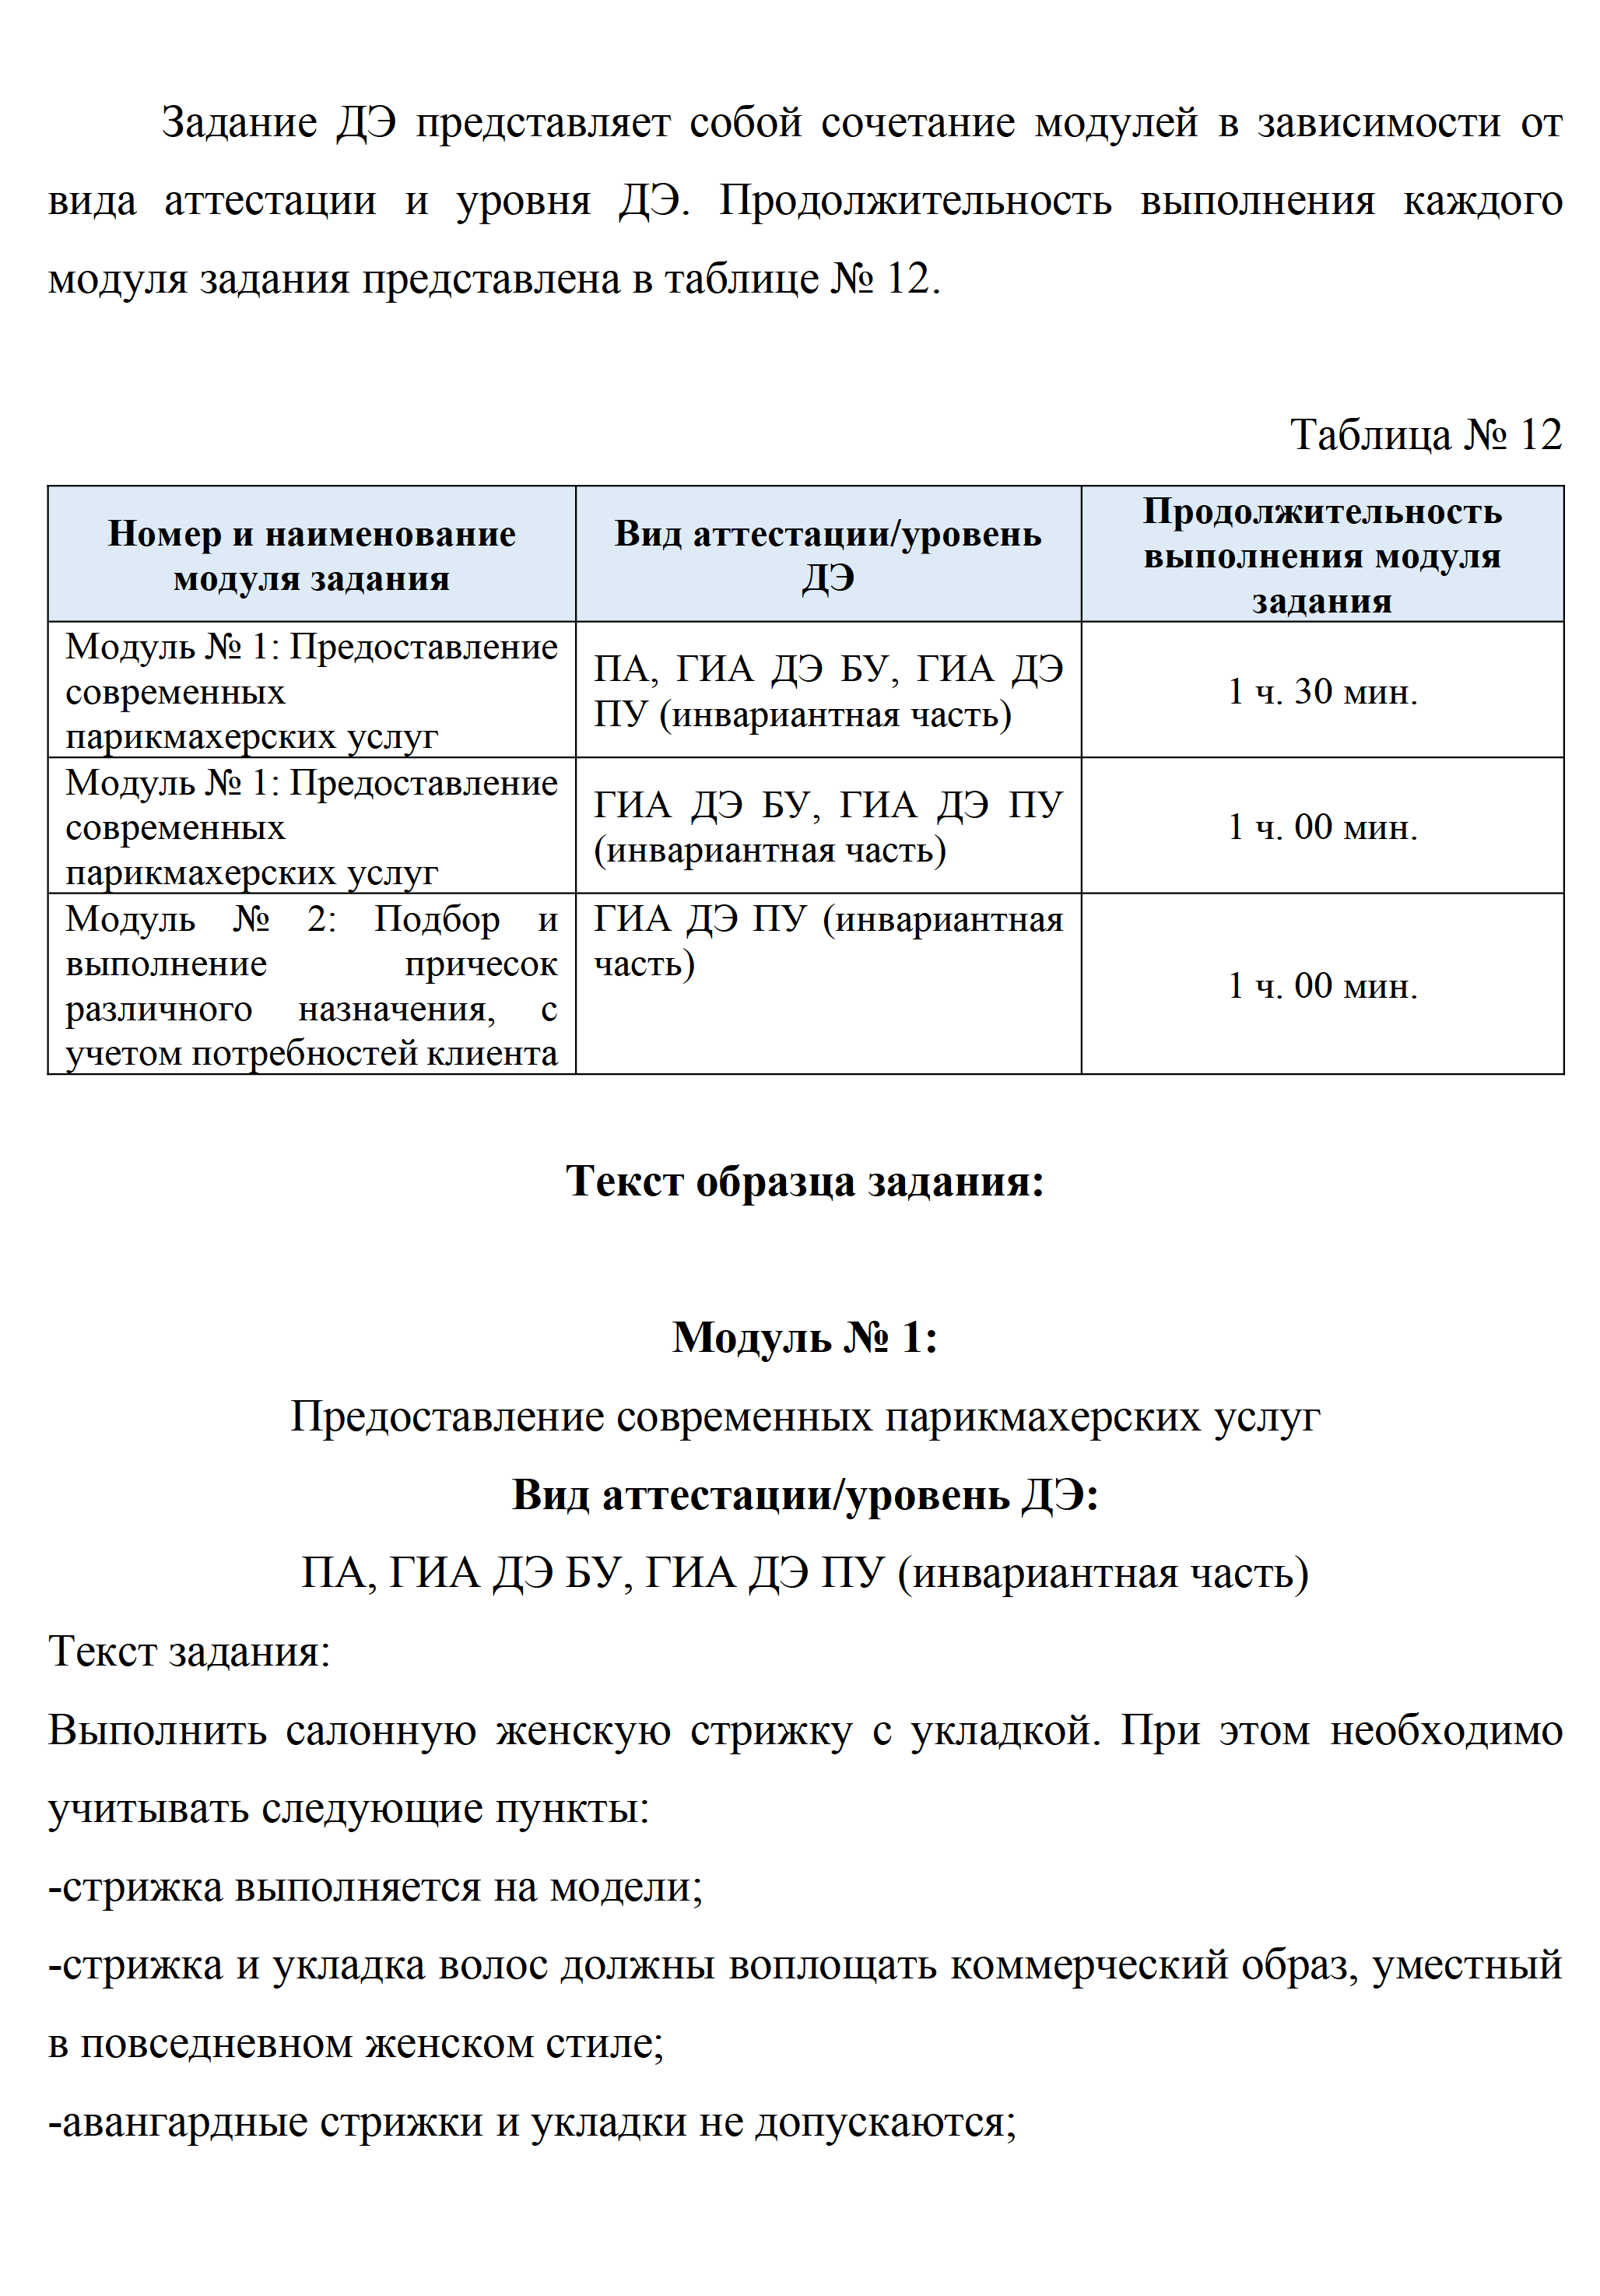 Задание ДЭ представляет собой сочетание модулей в зависимости от
вида аттестации и уровня ДЭ. Продолжительность выполнения каждого
модуля задания представлена в таблице № 12.
Таблица № 12
Номер и наименование
модуля задания
Вид аттестации/уровень
ДЭ
Продолжительность
выполнения модуля
задания
Модуль № 1: Предоставление
современных
парикмахерских услуг
ПА, ГИА ДЭ БУ, ГИА ДЭ
ПУ (инвариантная часть)
1 ч. 30 мин.
Модуль № 1: Предоставление
современных
парикмахерских услуг
ГИА ДЭ БУ, ГИА ДЭ ПУ
(инвариантная часть)
1 ч. 00 мин.
Модуль № 2: Подбор и
выполнение причесок
различного назначения, с
учетом потребностей клиента
ГИА ДЭ ПУ (инвариантная
часть)
1 ч. 00 мин.
Текст образца задания:
Модуль № 1:
Предоставление современных парикмахерских услуг
Вид аттестации/уровень ДЭ:
ПА, ГИА ДЭ БУ, ГИА ДЭ ПУ (инвариантная часть)
Текст задания:
Выполнить салонную женскую стрижку с укладкой. При этом необходимо
учитывать следующие пункты:
-стрижка выполняется на модели;
-стрижка и укладка волос должны воплощать коммерческий образ, уместный
в повседневном женском стиле;
-авангардные стрижки и укладки не допускаются;